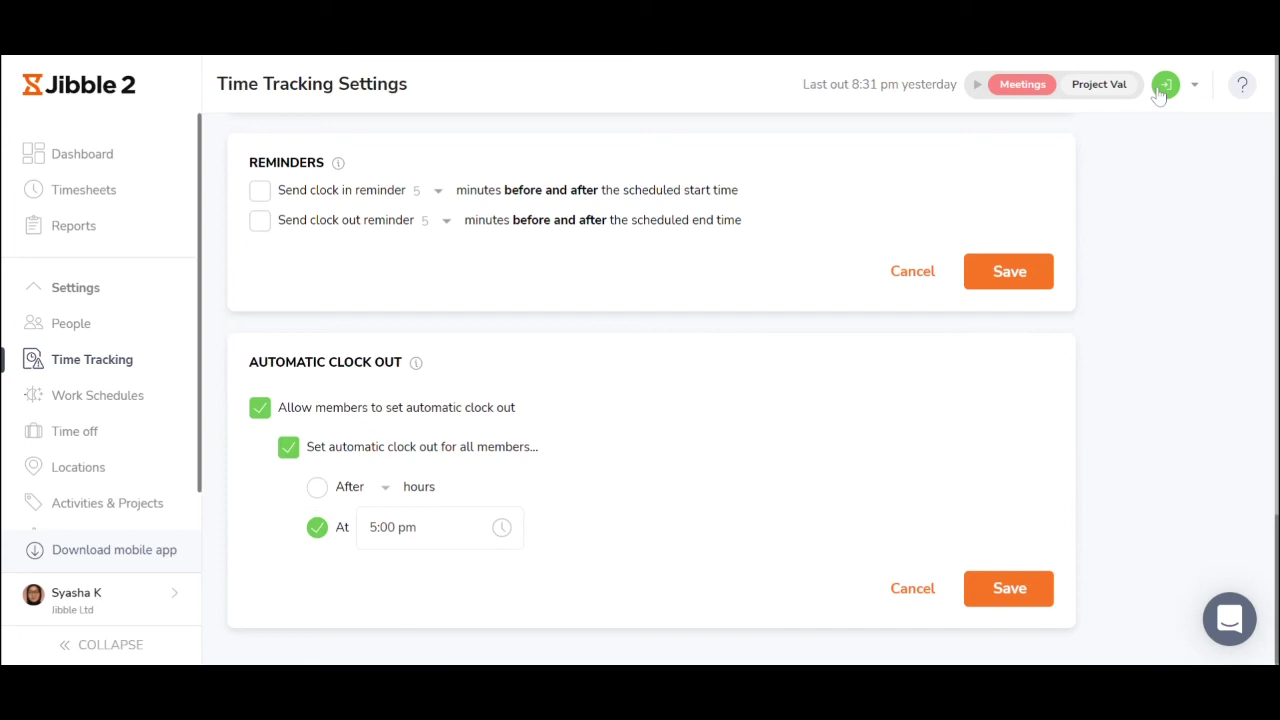 Jibble 2
Time Tracking Settings
Last out 8:31 pm yesterday
Meetings
Project Val
?
Dashboard
Timesheets
Reports
Settings
People
Time Tracking
Work Schedules
Time off
Locations
Activities & Projects
Download mobile app
Syasha K
Jibble Ltd
COLLAPSE
REMINDERS
Send clock in reminder 5 minutes before and after the scheduled start time
Send clock out reminder 5 minutes before and after the scheduled end time
Cancel
Save
AUTOMATIC CLOCK OUT
Allow members to set automatic clock out
Set automatic clock out for all members...
After hours
At 5:00 pm
Cancel
Save